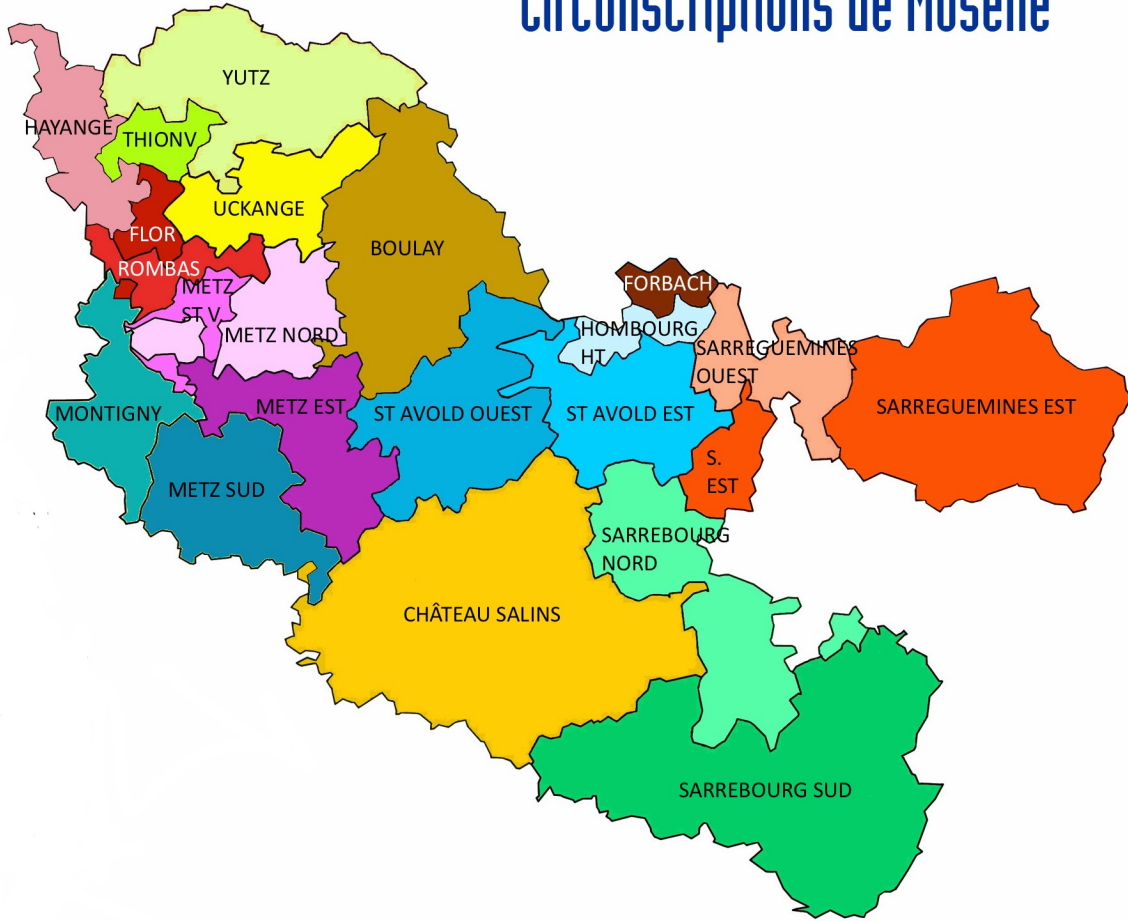 Circonscriptions de Moselle
YUTZ
HAYANGE
THIONV
UCKANGE
FLOR
BOULAY
ROMBAS
METZ
ST V.
METZ NORD
FORBACH
HOMBOURG
HT
SARREGUEMINES
OUEST
MONTIGNY
METZ EST
ST AVOLD OUEST
ST AVOLD EST
SARREGUEMINES EST
S.
EST
METZ SUD
SARREBOURG
NORD
CHÂTEAU SALINS
SARREBOURG SUD